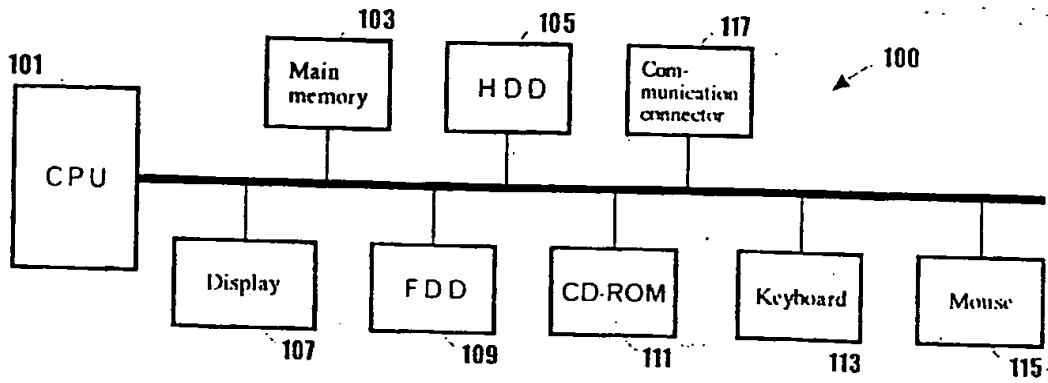 103
105
117
101
100
Main
memory
HDD
Com-
munication
connector
CPU
Display
FDD
CD-ROM
Keyboard
Mouse
107
109
111
113
115